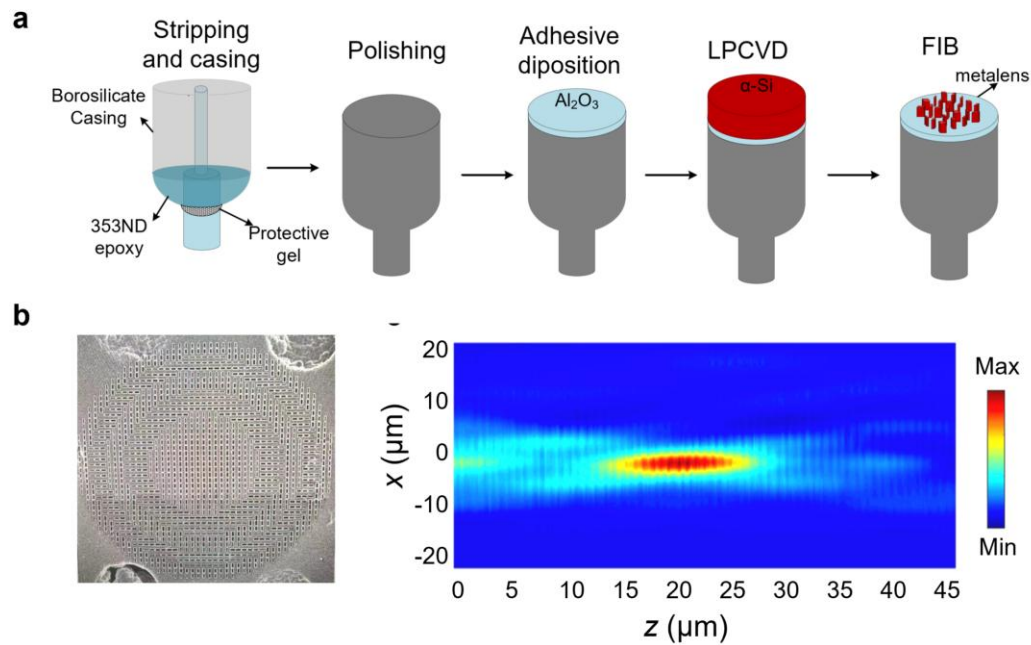 a
Stripping
and casing
Polishing
Adhesive
diposition
LPCVD
FIB
Borosilicate
Casing
353ND
epoxy
Protective
gel
Al₂O₃
α-Si
metalens
b
x (μm)
20
10
0
-10
-20
0 5 10 15 20 25 30 35 40 45
z (μm)
Max
Min